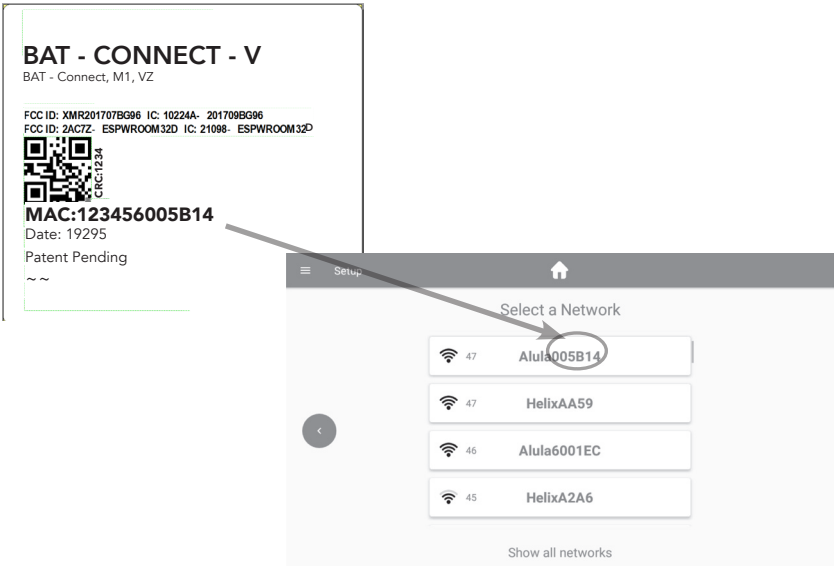 BAT - CONNECT - V
BAT - Connect, M1, VZ
FCC ID: XMR201707BG96 IC: 10224A- 201709BG96
FCC ID: 2AC7Z- ESPWROOM32D IC: 21098- ESPWROOM32D
CRC:1234
MAC:123456005B14
Date: 19295
Patent Pending
~ ~
Setup
Select a Network
47 Alula005B14
47 HelixAA59
46 Alula6001EC
45 HelixA2A6
Show all networks